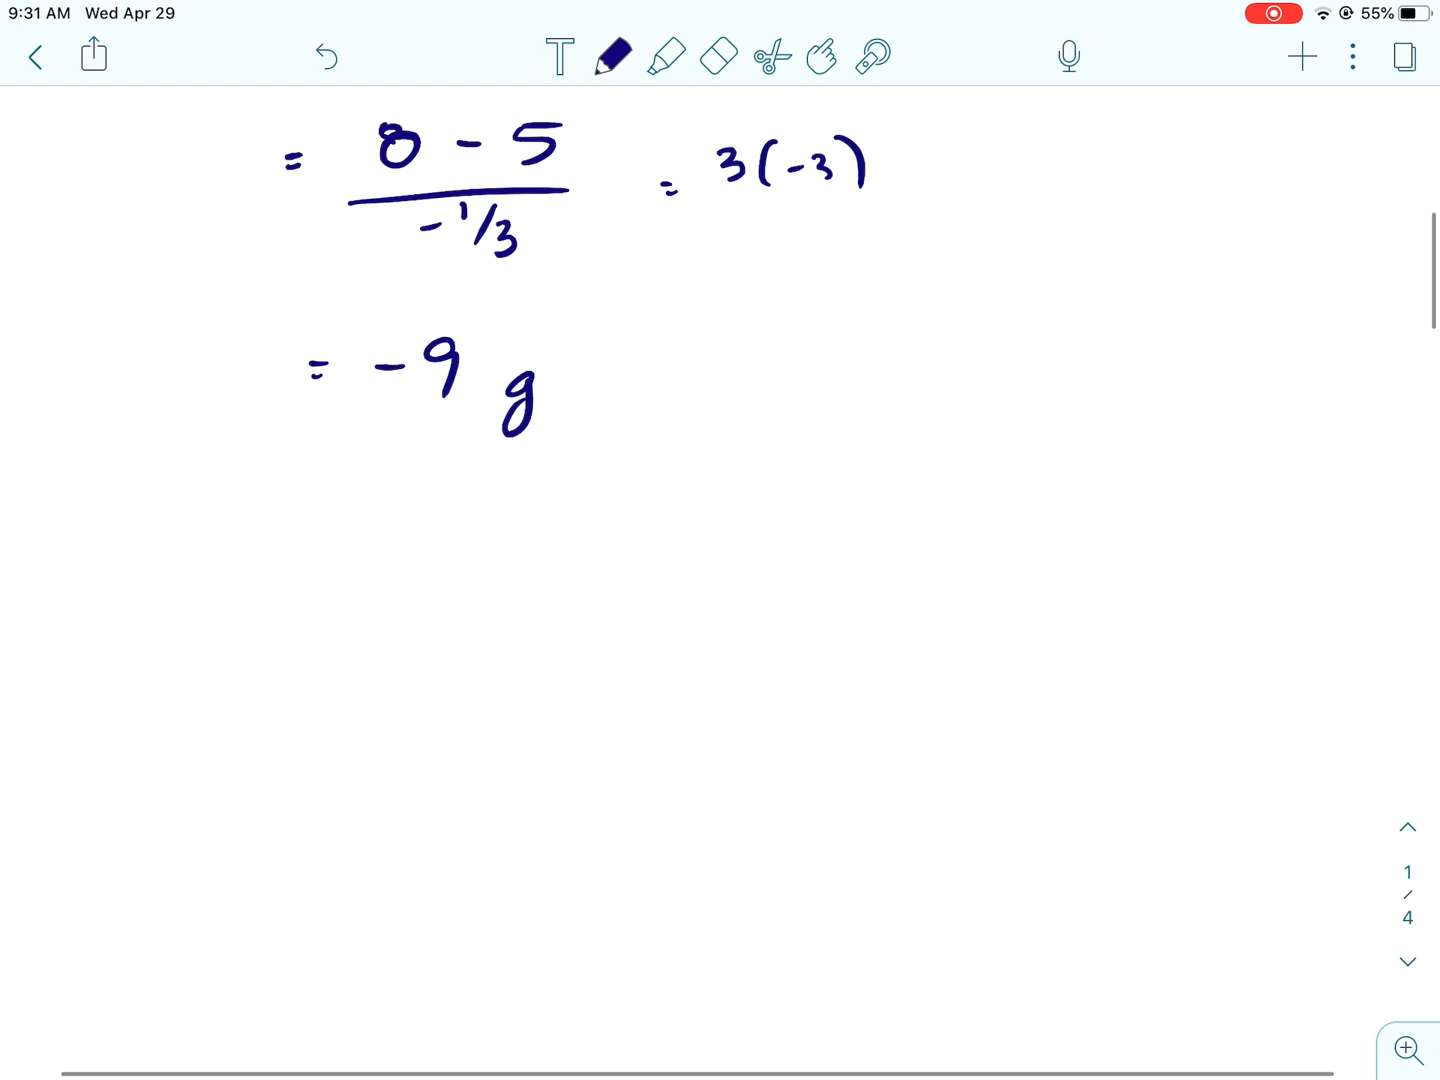 9:31 AM Wed Apr 29
55%
T
= 8 - 5 = 3(-3)
-1/3
= -9 g
1
/
4